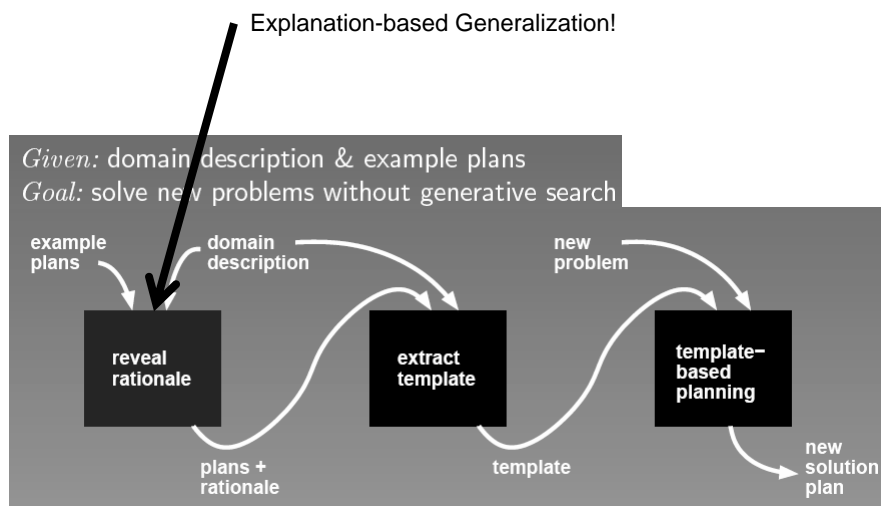 Explanation-based Generalization!
Given: domain description & example plans
Goal: solve new problems without generative search
example
plans
domain
description
new
problem
reveal
rationale
extract
template
template-
based
planning
plans +
rationale
template
new
solution
plan